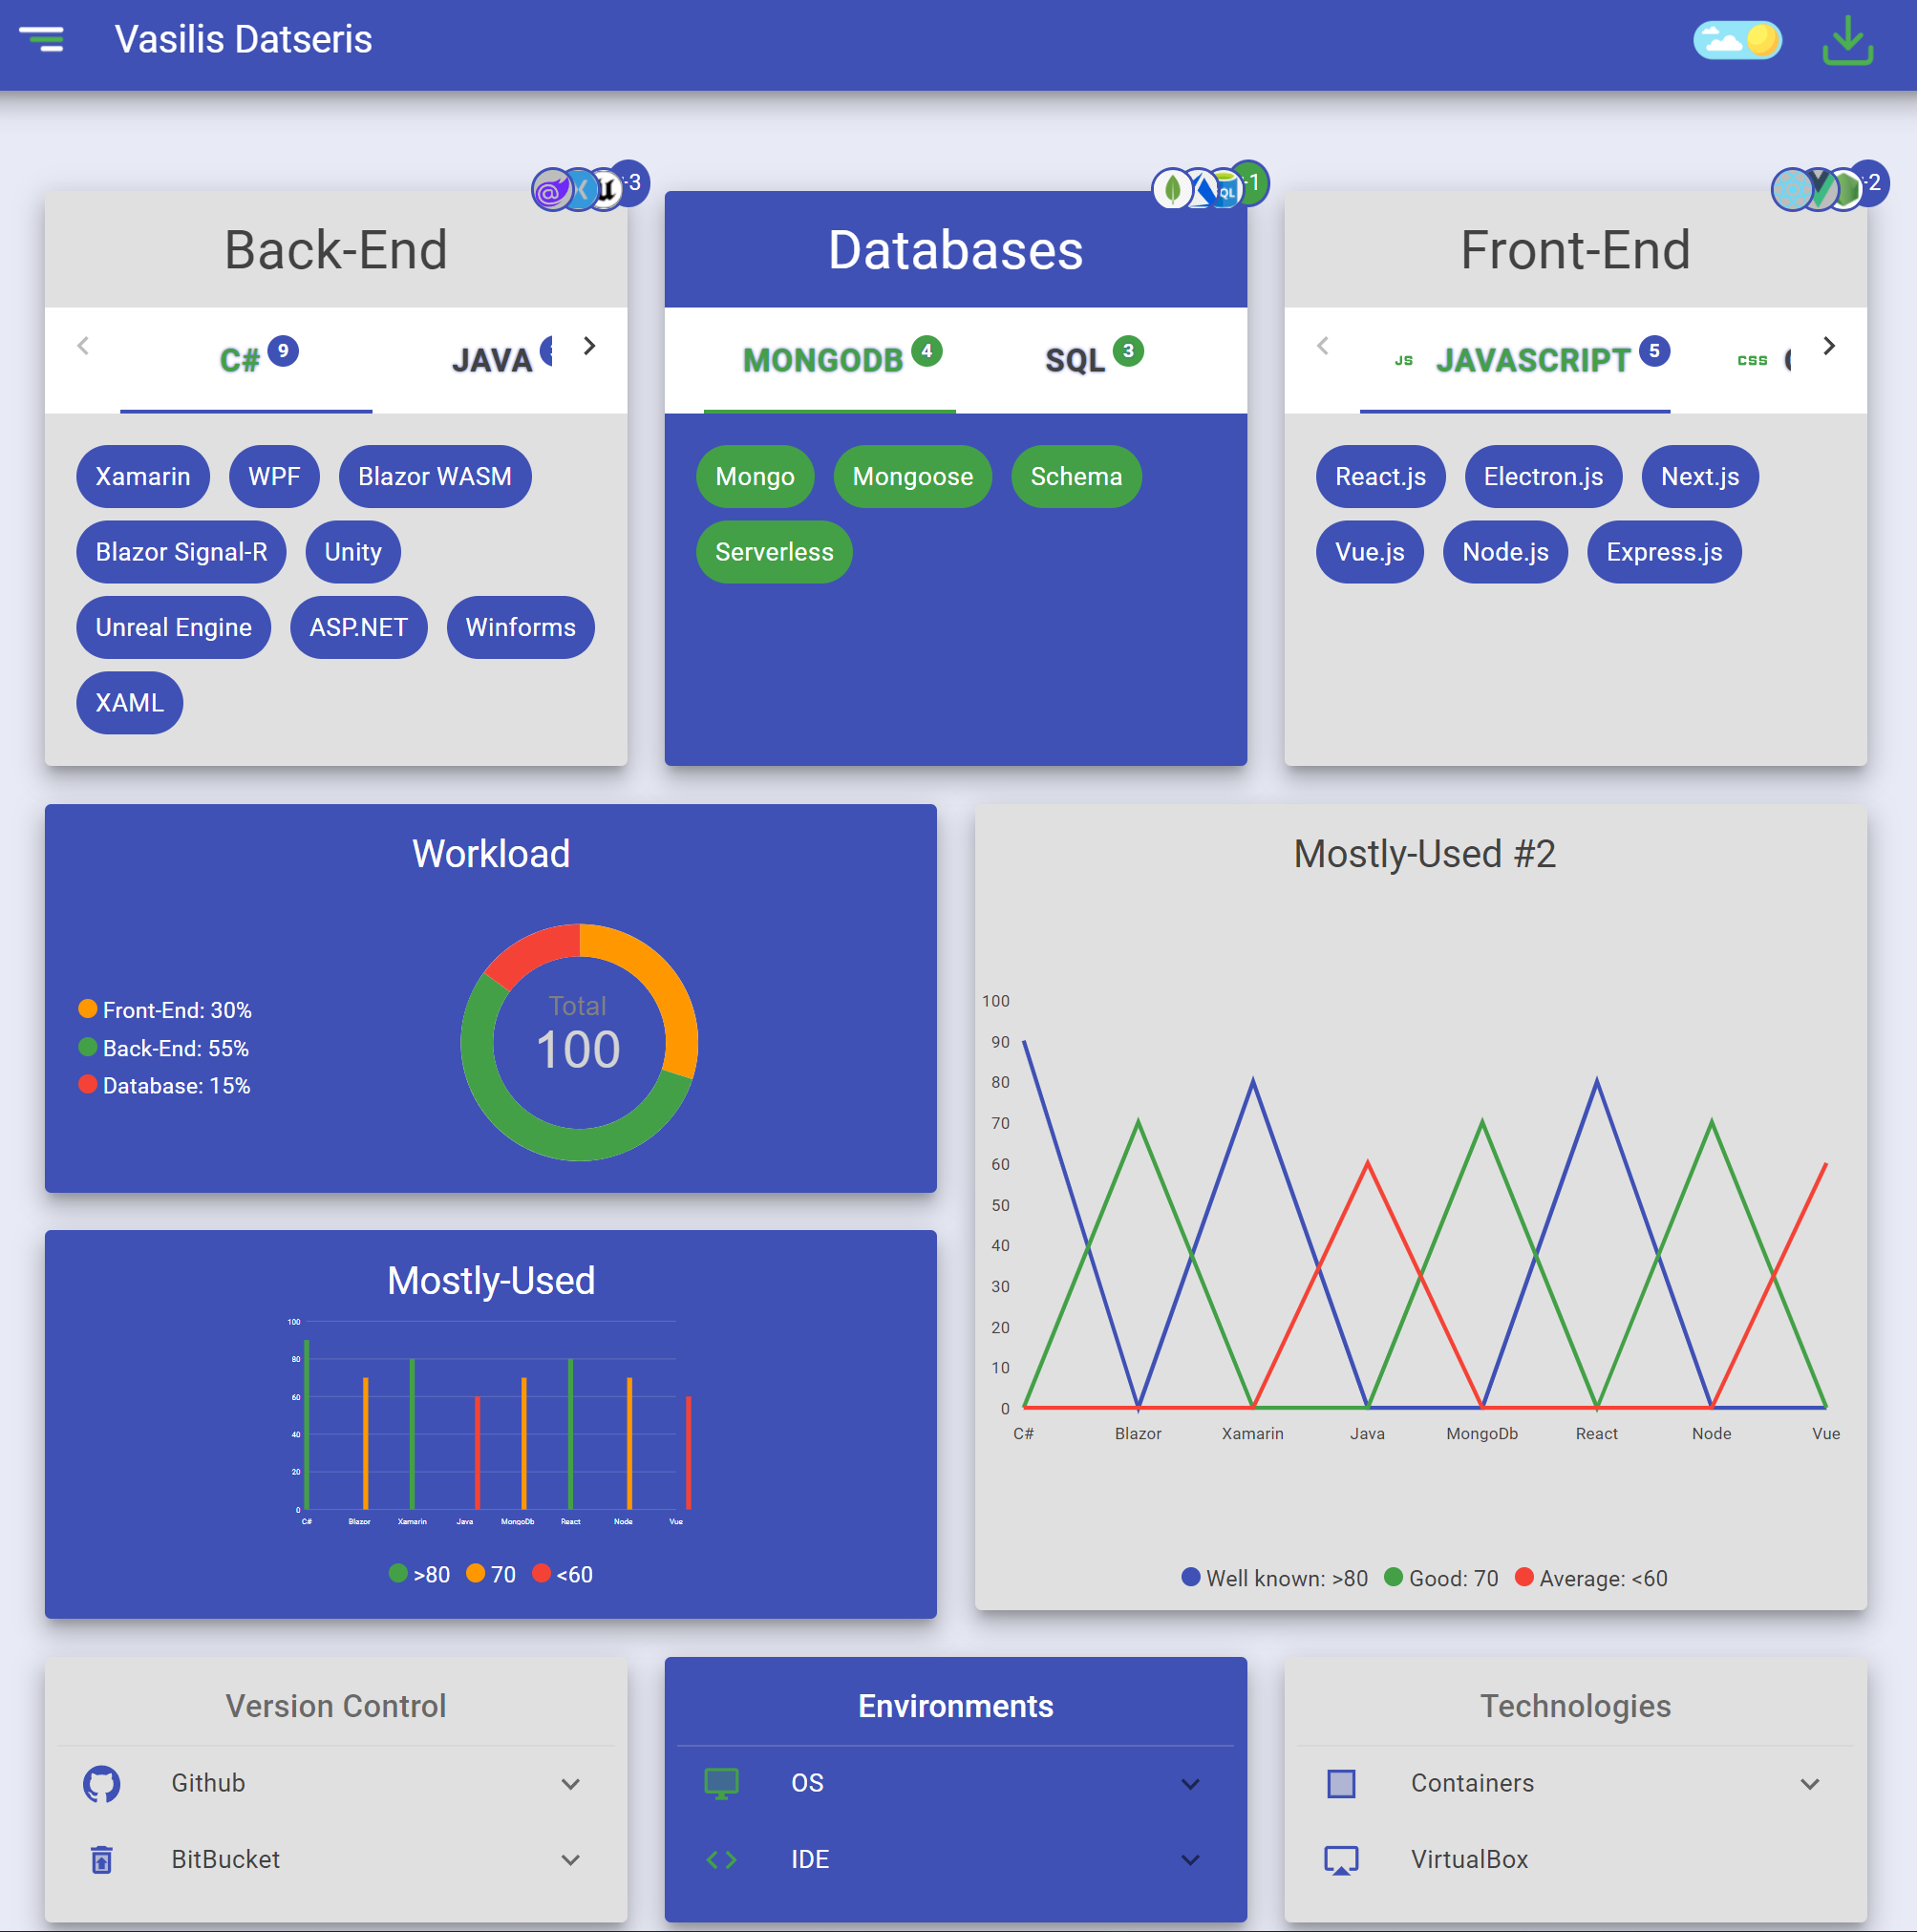 Vasilis Datseris
-3
-1
-2
Back-End
Databases
Front-End
C# 9
JAVA
MONGODB 4
SQL 3
JS JAVASCRIPT 5
CSS
Xamarin WPF Blazor WASM
Blazor Signal-R Unity
Unreal Engine ASP.NET Winforms
XAML
Mongo Mongoose Schema
Serverless
React.js Electron.js Next.js
Vue.js Node.js Express.js
Workload
Front-End: 30%
Back-End: 55%
Database: 15%
Total
100
Mostly-Used
100
80
60
40
20
0
C# Blazor Xamarin Java MongoDb React Node Vue
>80 70 <60
Mostly-Used #2
100
90
80
70
60
50
40
30
20
10
0
C# Blazor Xamarin Java MongoDb React Node Vue
Well known: >80 Good: 70 Average: <60
Version Control
Github
BitBucket
Environments
OS
IDE
Technologies
Containers
VirtualBox